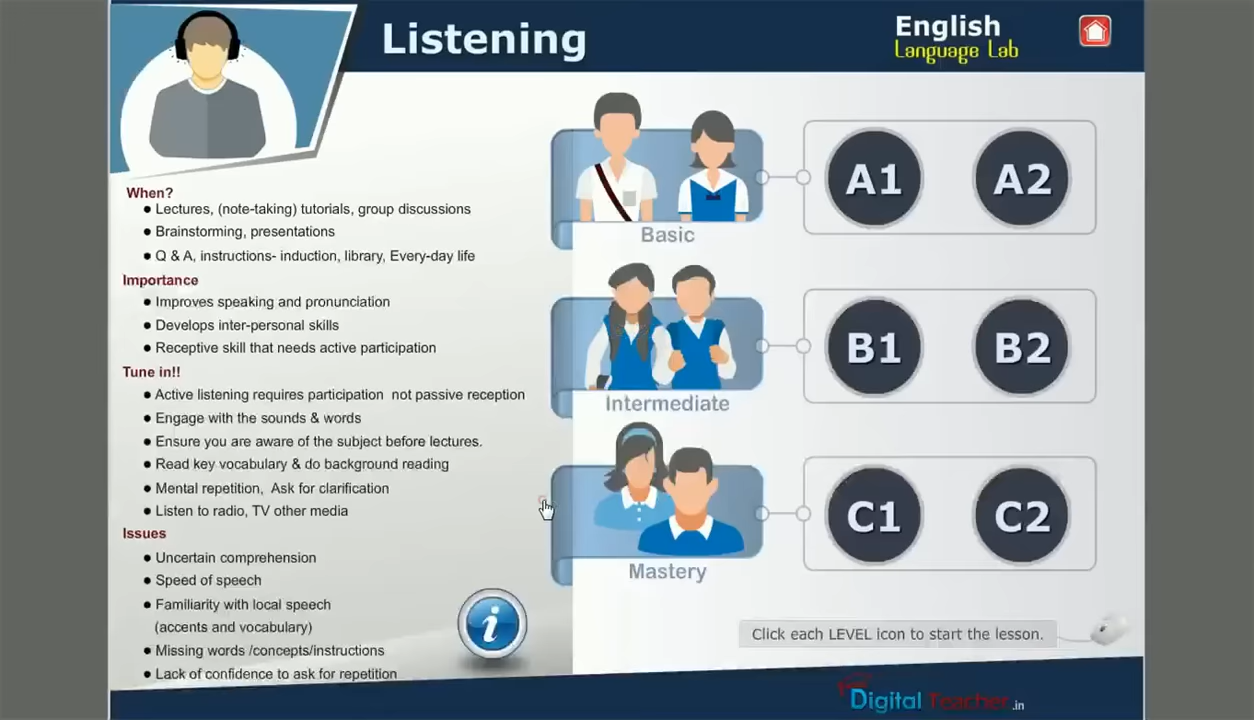 Listening
English
Language Lab
When?
● Lectures, (note-taking) tutorials, group discussions
● Brainstorming, presentations
● Q & A, instructions- induction, library, Every-day life
Importance
● Improves speaking and pronunciation
● Develops inter-personal skills
● Receptive skill that needs active participation
Tune in!!
● Active listening requires participation not passive reception
● Engage with the sounds & words
● Ensure you are aware of the subject before lectures.
● Read key vocabulary & do background reading
● Mental repetition, Ask for clarification
● Listen to radio, TV other media
Issues
● Uncertain comprehension
● Speed of speech
● Familiarity with local speech
(accents and vocabulary)
● Missing words /concepts/instructions
● Lack of confidence to ask for repetition
i
Basic
A1 A2
Intermediate
B1 B2
Mastery
C1 C2
Click each LEVEL icon to start the lesson.
Digital Teacher.in